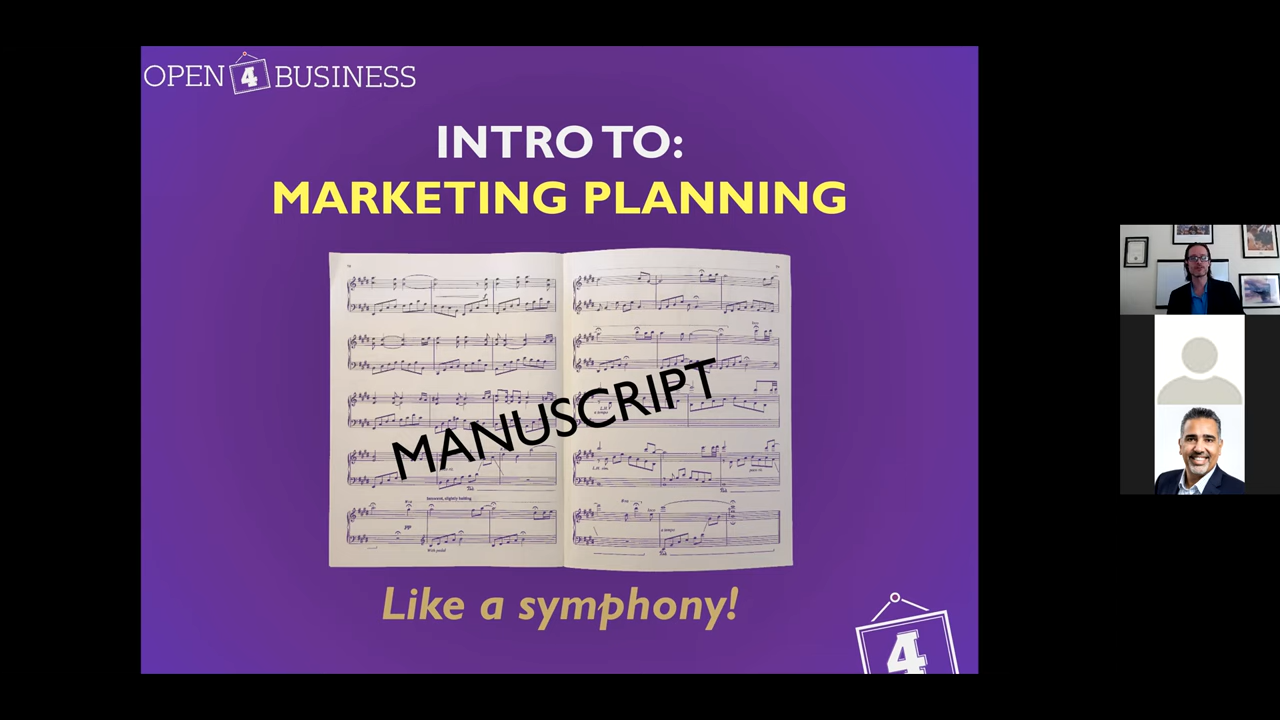 OPEN 4 BUSINESS
INTRO TO:
MARKETING PLANNING
MANUSCRIPT
Like a symphony!
4